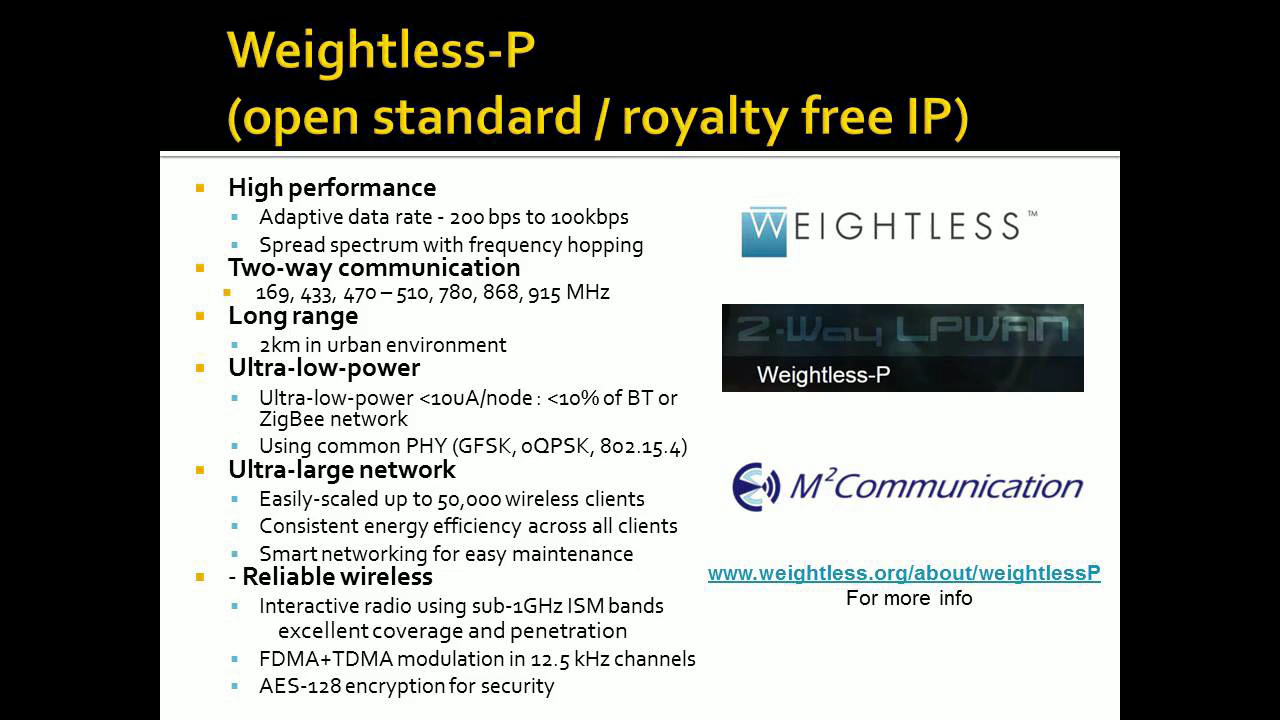 Weightless-P
(open standard / royalty free IP)
High performance
Adaptive data rate - 200 bps to 100kbps
Spread spectrum with frequency hopping
Two-way communication
169, 433, 470 – 510, 780, 868, 915 MHz
Long range
2km in urban environment
Ultra-low-power
Ultra-low-power <10uA/node : <10% of BT or
ZigBee network
Using common PHY (GFSK, oQPSK, 802.15.4)
Ultra-large network
Easily-scaled up to 50,000 wireless clients
Consistent energy efficiency across all clients
Smart networking for easy maintenance
- Reliable wireless
Interactive radio using sub-1GHz ISM bands
excellent coverage and penetration
FDMA+TDMA modulation in 12.5 kHz channels
AES-128 encryption for security
WEIGHTLESS™
2-Way LPWAN
Weightless-P
M²Communication
www.weightless.org/about/weightlessP
For more info